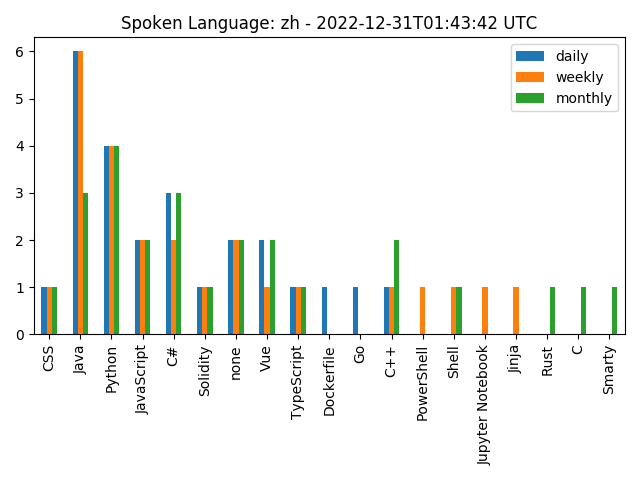 Spoken Language: zh - 2022-12-31T01:43:42 UTC
daily
weekly
monthly
6
5
4
3
2
1
0
CSS
Java
Python
JavaScript
C#
Solidity
none
Vue
TypeScript
Dockerfile
Go
C++
PowerShell
Shell
Jupyter Notebook
Jinja
Rust
C
Smarty